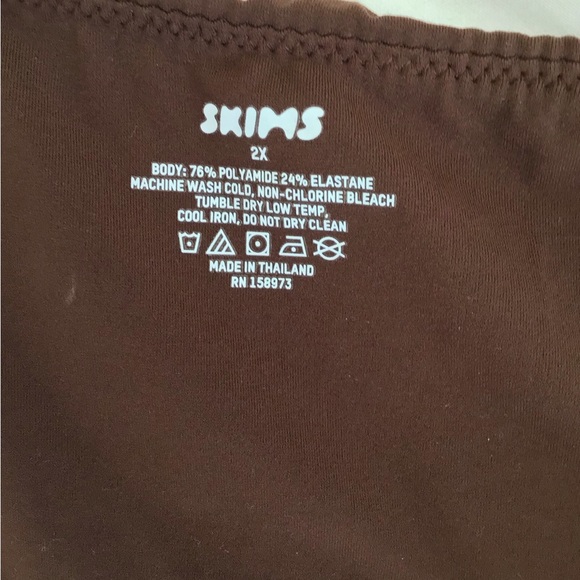 SKIMS
2X
BODY: 76% POLYAMIDE 24% ELASTANE
MACHINE WASH COLD, NON-CHLORINE BLEACH
TUMBLE DRY LOW TEMP,
COOL IRON, DO NOT DRY CLEAN
MADE IN THAILAND
RN 158973